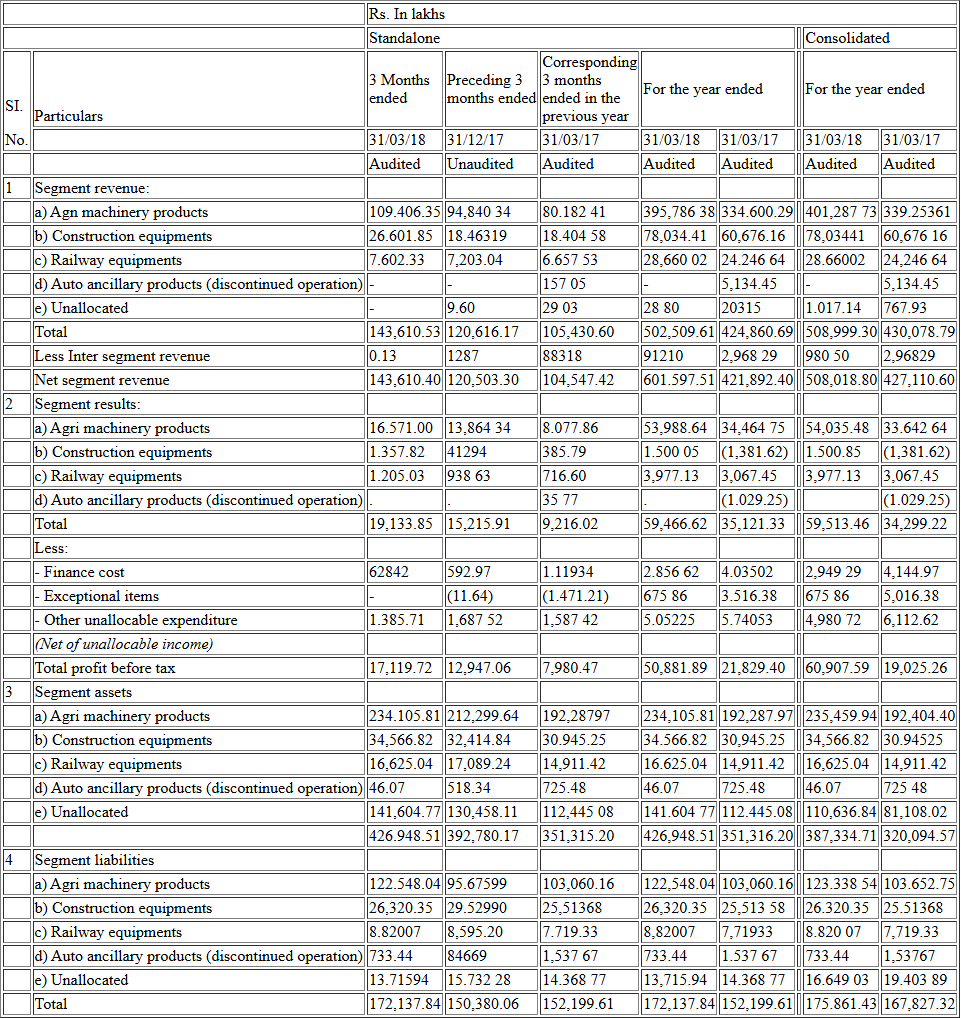 Rs. In lakhs
Standalone Consolidated
SI. No. Particulars 3 Months ended Preceding 3 months ended Corresponding 3 months ended in the previous year For the year ended For the year ended
31/03/18 31/12/17 31/03/17 31/03/18 31/03/17 31/03/18 31/03/17
Audited Unaudited Audited Audited Audited Audited Audited
1 Segment revenue:
a) Agn machinery products 109.406.35 94,840 34 80.182 41 395,786 38 334.600.29 401,287 73 339.25361
b) Construction equipments 26.601.85 18.46319 18.404 58 78,034.41 60,676.16 78,03441 60,676 16
c) Railway equipments 7.602.33 7,203.04 6.657 53 28,660 02 24.246 64 28.66002 24,246 64
d) Auto ancillary products (discontinued operation) - - 157 05 - 5,134.45 - 5,134.45
e) Unallocated - 9.60 29 03 28 80 20315 1.017.14 767.93
Total 143,610.53 120,616.17 105,430.60 502,509.61 424,860.69 508,999.30 430,078.79
Less Inter segment revenue 0.13 1287 88318 91210 2,968 29 980 50 2,96829
Net segment revenue 143,610.40 120,503.30 104,547.42 601.597.51 421,892.40 508,018.80 427,110.60
2 Segment results:
a) Agri machinery products 16.571.00 13,864 34 8.077.86 53,988.64 34,464 75 54,035.48 33.642 64
b) Construction equipments 1.357.82 41294 385.79 1.500 05 (1,381.62) 1.500.85 (1,381.62)
c) Railway equipments 1.205.03 938 63 716.60 3,977.13 3,067.45 3,977.13 3,067.45
d) Auto ancillary products (discontinued operation) . . 35 77 . (1.029.25) (1.029.25)
Total 19,133.85 15,215.91 9,216.02 59,466.62 35,121.33 59,513.46 34,299.22
Less:
- Finance cost 62842 592.97 1.11934 2.856 62 4.03502 2,949 29 4,144.97
- Exceptional items - (11.64) (1.471.21) 675 86 3.516.38 675 86 5,016.38
- Other unallocable expenditure 1.385.71 1,687 52 1,587 42 5.05225 5.74053 4,980 72 6,112.62
(Net of unallocable income)
Total profit before tax 17,119.72 12,947.06 7,980.47 50,881.89 21,829.40 60,907.59 19,025.26
3 Segment assets
a) Agri machinery products 234.105.81 212,299.64 192,28797 234,105.81 192,287.97 235,459.94 192,404.40
b) Construction equipments 34,566.82 32,414.84 30.945.25 34.566.82 30,945.25 34,566.82 30.94525
c) Railway equipments 16,625.04 17,089.24 14,911.42 16.625.04 14,911.42 16,625.04 14,911.42
d) Auto ancillary products (discontinued operation) 46.07 518.34 725.48 46.07 725.48 46.07 725 48
e) Unallocated 141,604.77 130,458.11 112,445 08 141.604 77 112.445.08 110,636.84 81,108.02
426.948.51 392,780.17 351,315.20 426,948.51 351,316.20 387,334.71 320,094.57
4 Segment liabilities
a) Agri machinery products 122.548.04 95.67599 103,060.16 122,548.04 103,060.16 123.338 54 103.652.75
b) Construction equipments 26,320.35 29.52990 25,51368 26,320.35 25,513 58 26.320.35 25.51368
c) Railway equipments 8.82007 8,595.20 7.719.33 8,82007 7,71933 8.820 07 7,719.33
d) Auto ancillary products (discontinued operation) 733.44 84669 1,537 67 733.44 1.537 67 733.44 1,53767
e) Unallocated 13.71594 15.732 28 14.368 77 13,715.94 14.368 77 16.649 03 19.403 89
Total 172,137.84 150,380.06 152,199.61 172,137.84 152,199.61 175.861.43 167,827.32